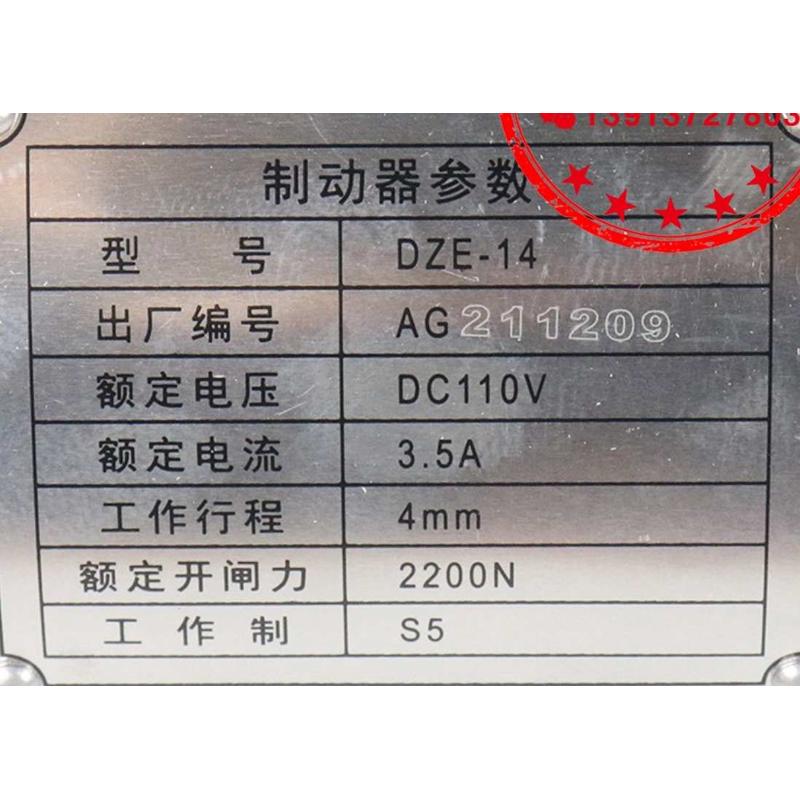 13913727803
制动器参数
型 号 DZE-14
出厂编号 AG211209
额定电压 DC110V
额定电流 3.5A
工作行程 4mm
额定开闸力 2200N
工作制 S5